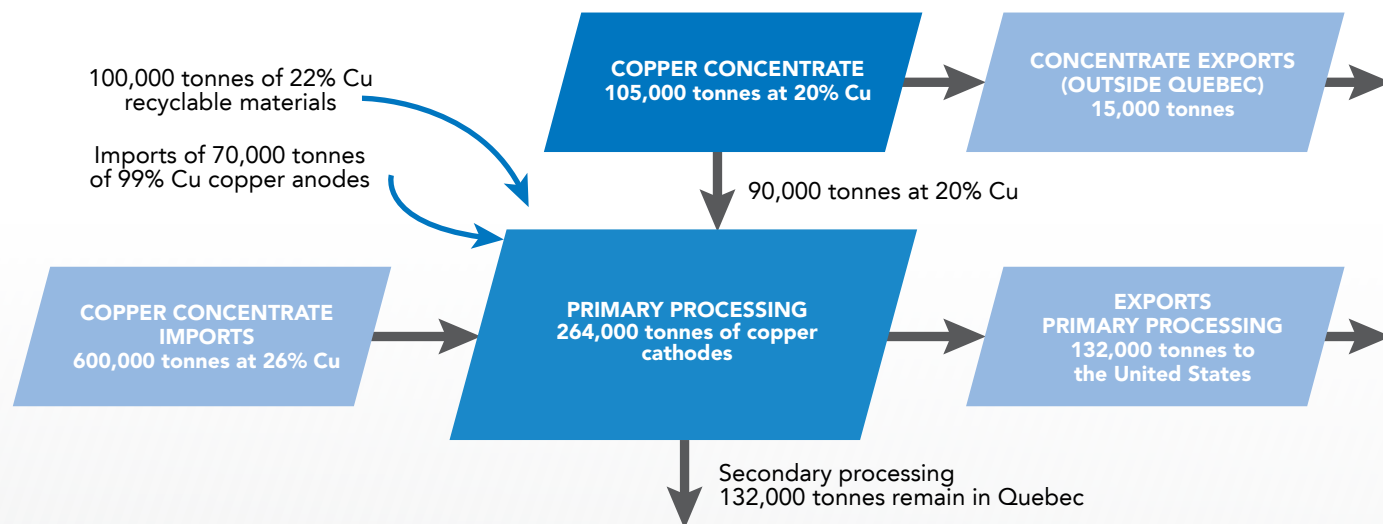 100,000 tonnes of 22% Cu
recyclable materials
Imports of 70,000 tonnes
of 99% Cu copper anodes
COPPER CONCENTRATE
105,000 tonnes at 20% Cu
CONCENTRATE EXPORTS
(OUTSIDE QUEBEC)
15,000 tonnes
90,000 tonnes at 20% Cu
COPPER CONCENTRATE
IMPORTS
600,000 tonnes at 26% Cu
PRIMARY PROCESSING
264,000 tonnes of copper
cathodes
EXPORTS
PRIMARY PROCESSING
132,000 tonnes to
the United States
Secondary processing
132,000 tonnes remain in Quebec